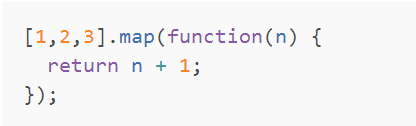 [1,2,3].map(function(n) {
  return n + 1;
});